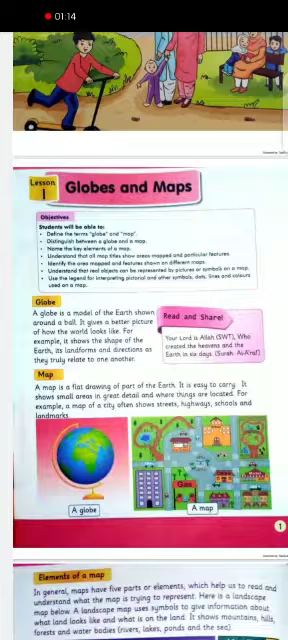 01:14
Lesson
1
Globes and Maps
Objectives
Students will be able to:
• Define the terms "globe" and "map".
• Distinguish between a globe and a map.
• Name the key elements of a map.
• Understand that all map titles show areas mapped and particular features.
• Identify the area mapped and features shown on different maps.
• Understand that real objects can be represented by pictures or symbols on a map.
• Use the legend for interpreting pictorial and other symbols, dots, lines and colours
used on a map.
Globe
A globe is a model of the Earth shown
around a ball. It gives a better picture
of how the world looks like. For
example, it shows the shape of the
Earth, its landforms and directions as
they truly relate to one another.
Read and Share!
Your Lord is Allah (SWT), Who
created the heavens and the
Earth in six days. (Surah: Al-A'raf)
Map
A map is a flat drawing of part of the Earth. It is easy to carry. It
shows small areas in great detail and where things are located. For
example, a map of a city often shows streets, highways, schools and
landmarks.
Gas
A globe
A map
1
Elements of a map
In general, maps have five parts or elements, which help us to read and
understand what the map is trying to represent. Here is a landscape
map below. A landscape map uses symbols to give information about
what land looks like and what is on the land. It shows mountains, hills,
forests and water bodies (rivers, lakes, ponds and the sea).